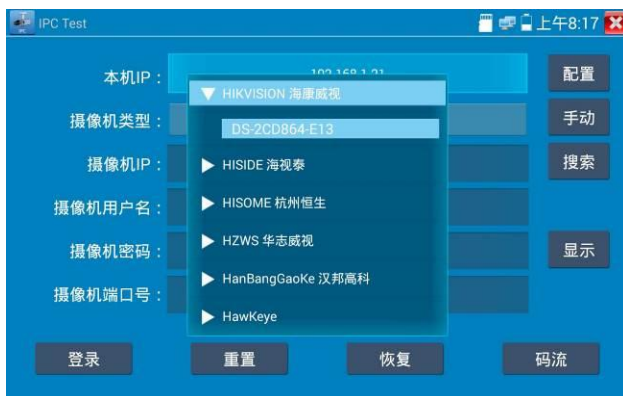 IPC Test 上午8:17
本机IP： 192.168.1.21 配置
HIKVISION 海康威视
摄像机类型： 手动
DS-2CD864-E13
摄像机IP： HISIDE 海视泰 搜索
摄像机用户名： HISOME 杭州恒生
摄像机密码： HZWS 华志威视 显示
HanBangGaoKe 汉邦高科
摄像机端口号：
HawKeye
登录 重置 恢复 码流